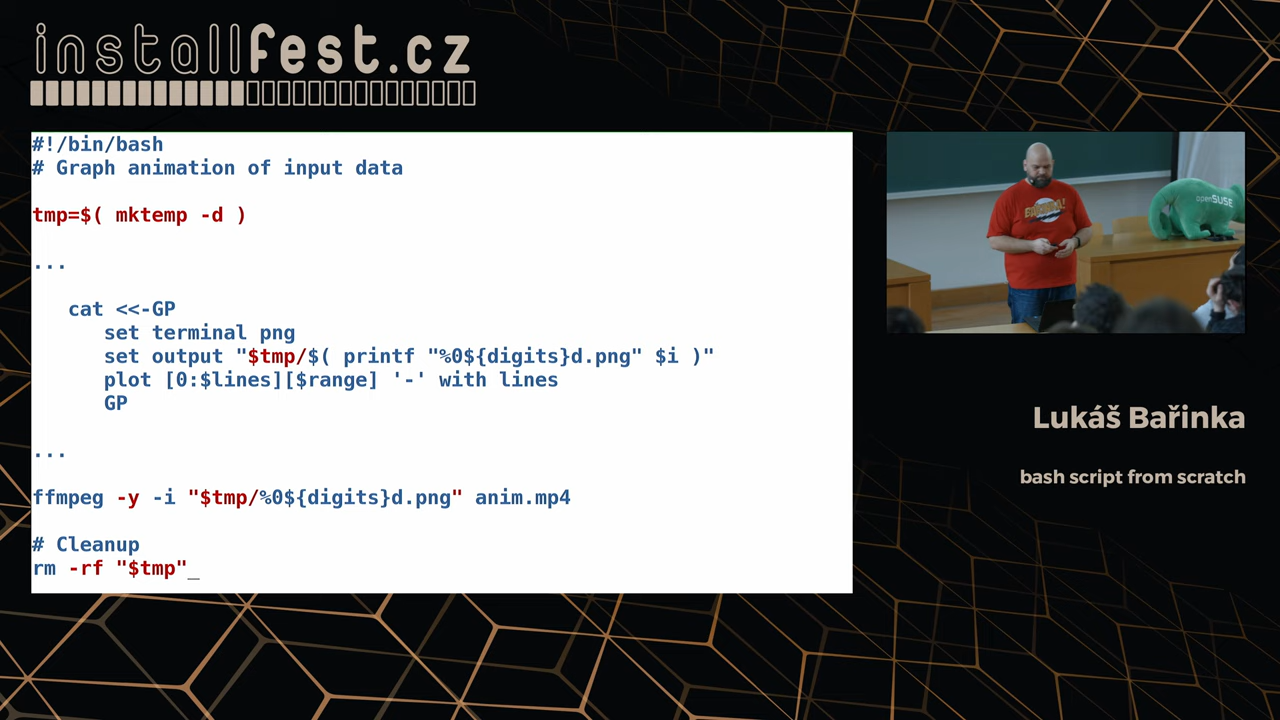 installfest.cz
#!/bin/bash
# Graph animation of input data
tmp=$( mktemp -d )
...
cat <<-GP
set terminal png
set output "$tmp/$( printf "%0${digits}d.png" $i )"
plot [0:$lines][$range] '-' with lines
GP
...
ffmpeg -y -i "$tmp/%0${digits}d.png" anim.mp4
# Cleanup
rm -rf "$tmp"_
openSUSE
Lukáš Bařinka
bash script from scratch